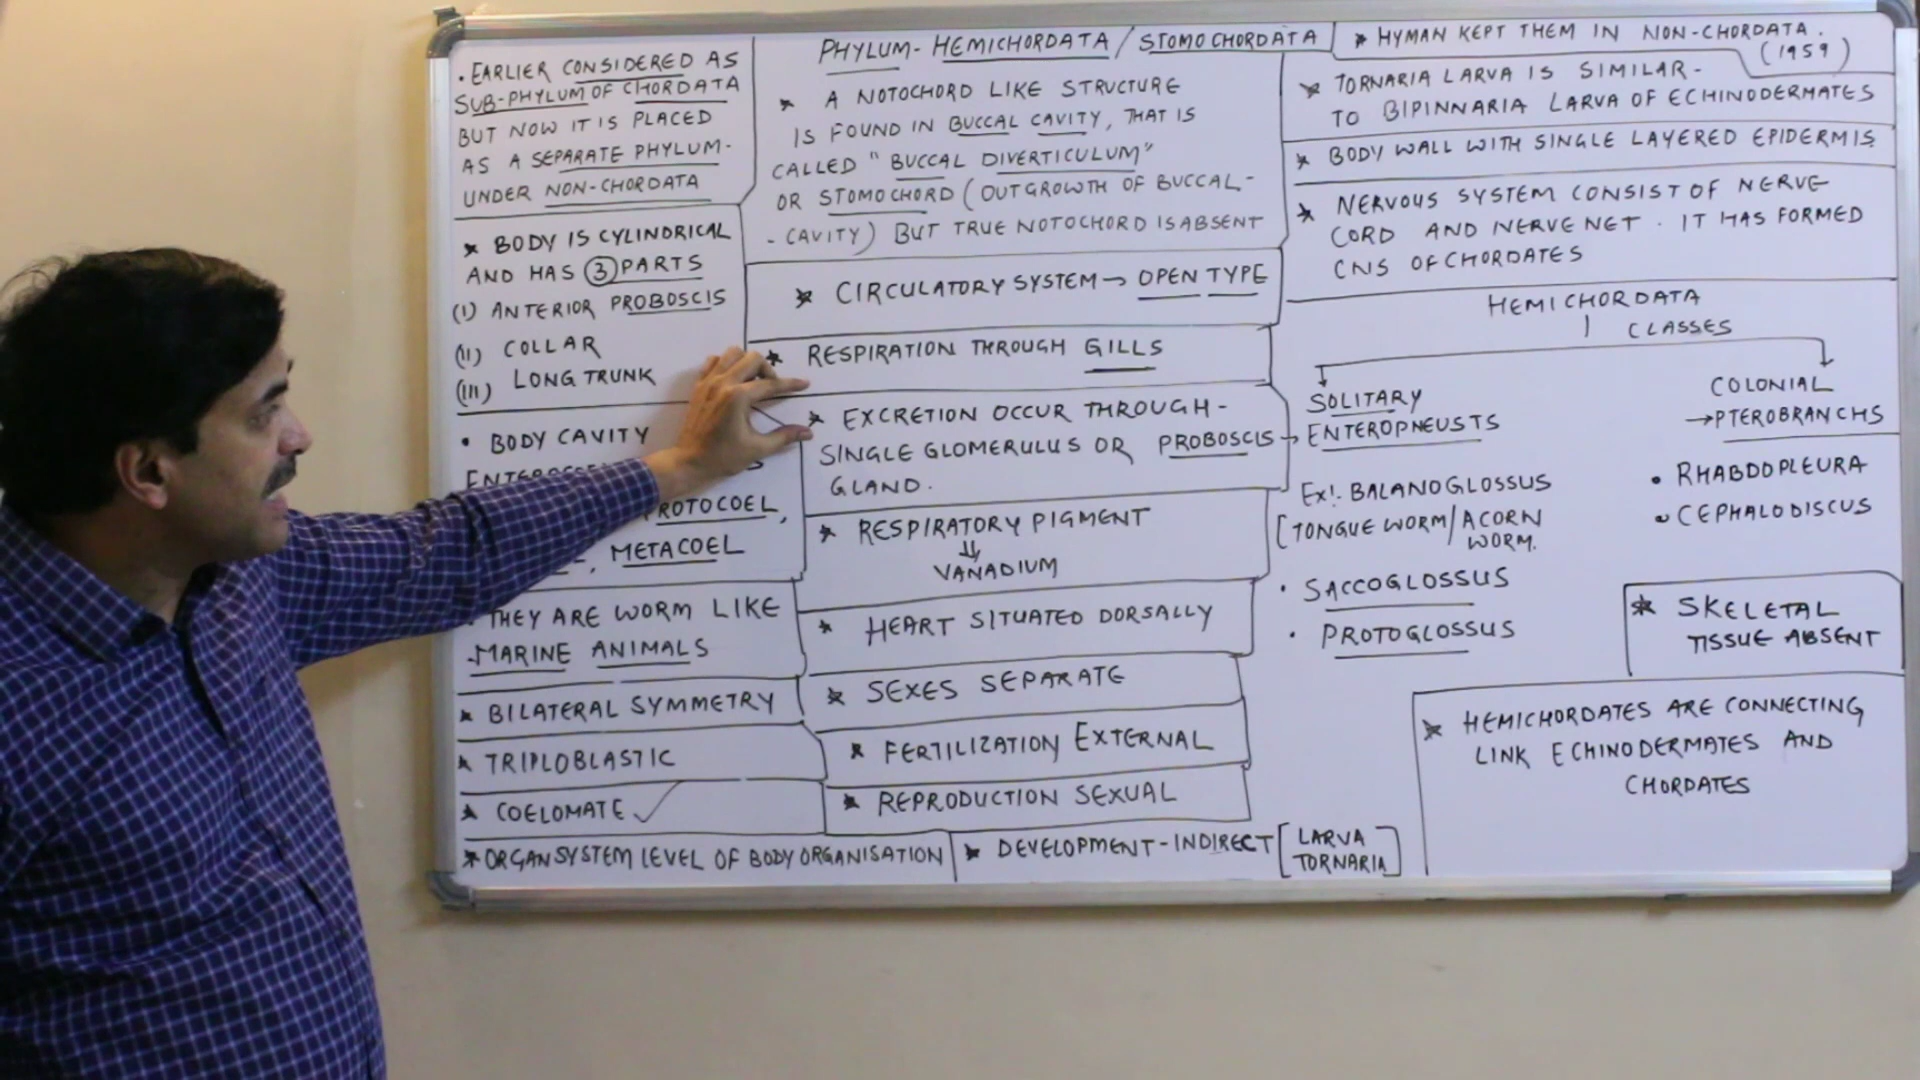 PHYLUM-HEMICHORDATA/STOMOCHORDATA
. EARLIER CONSIDERED AS
SUB-PHYLUM OF CHORDATA
BUT NOW IT IS PLACED
AS A SEPARATE PHYLUM-
UNDER NON-CHORDATA
* BODY IS CYLINDRICAL
AND HAS 3 PARTS
(I) ANTERIOR PROBOSCIS
(II) COLLAR
(III) LONG TRUNK
• BODY CAVITY
ROTOCOEL,
, METACOEL
THEY ARE WORM LIKE
MARINE ANIMALS
* BILATERAL SYMMETRY
* TRIPLOBLASTIC
* COELOMATE ✓
* ORGAN SYSTEM LEVEL OF BODY ORGANISATION
* A NOTOCHORD LIKE STRUCTURE
IS FOUND IN BUCCAL CAVITY, THAT IS
CALLED "BUCCAL DIVERTICULUM"
OR STOMOCHORD (OUTGROWTH OF BUCCAL-
-CAVITY) BUT TRUE NOTOCHORD IS ABSENT
* CIRCULATORY SYSTEM → OPEN TYPE
* RESPIRATION THROUGH GILLS
* EXCRETION OCCUR THROUGH-
SINGLE GLOMERULUS OR PROBOSCIS
GLAND.
* RESPIRATORY PIGMENT
⇓
VANADIUM
* HEART SITUATED DORSALLY
* SEXES SEPARATE
* FERTILIZATION EXTERNAL
* REPRODUCTION SEXUAL
* DEVELOPMENT-INDIRECT [LARVA
TORNARIA]
* HYMAN KEPT THEM IN NON-CHORDATA.
(1959)
* TORNARIA LARVA IS SIMILAR-
TO BIPINNARIA LARVA OF ECHINODERMATES
* BODY WALL WITH SINGLE LAYERED EPIDERMIS
* NERVOUS SYSTEM CONSIST OF NERVE
CORD AND NERVE NET. IT HAS FORMED
CNS OF CHORDATES
HEMICHORDATA
CLASSES
SOLITARY
→ ENTEROPNEUSTS
Ex:. BALANOGLOSSUS
[TONGUE WORM/ACORN
WORM.
• SACCOGLOSSUS
• PROTOGLOSSUS
COLONIAL
→PTEROBRANCHS
• RHABDOPLEURA
• CEPHALODISCUS
* SKELETAL
TISSUE ABSENT
* HEMICHORDATES ARE CONNECTING
LINK ECHINODERMATES AND
CHORDATES